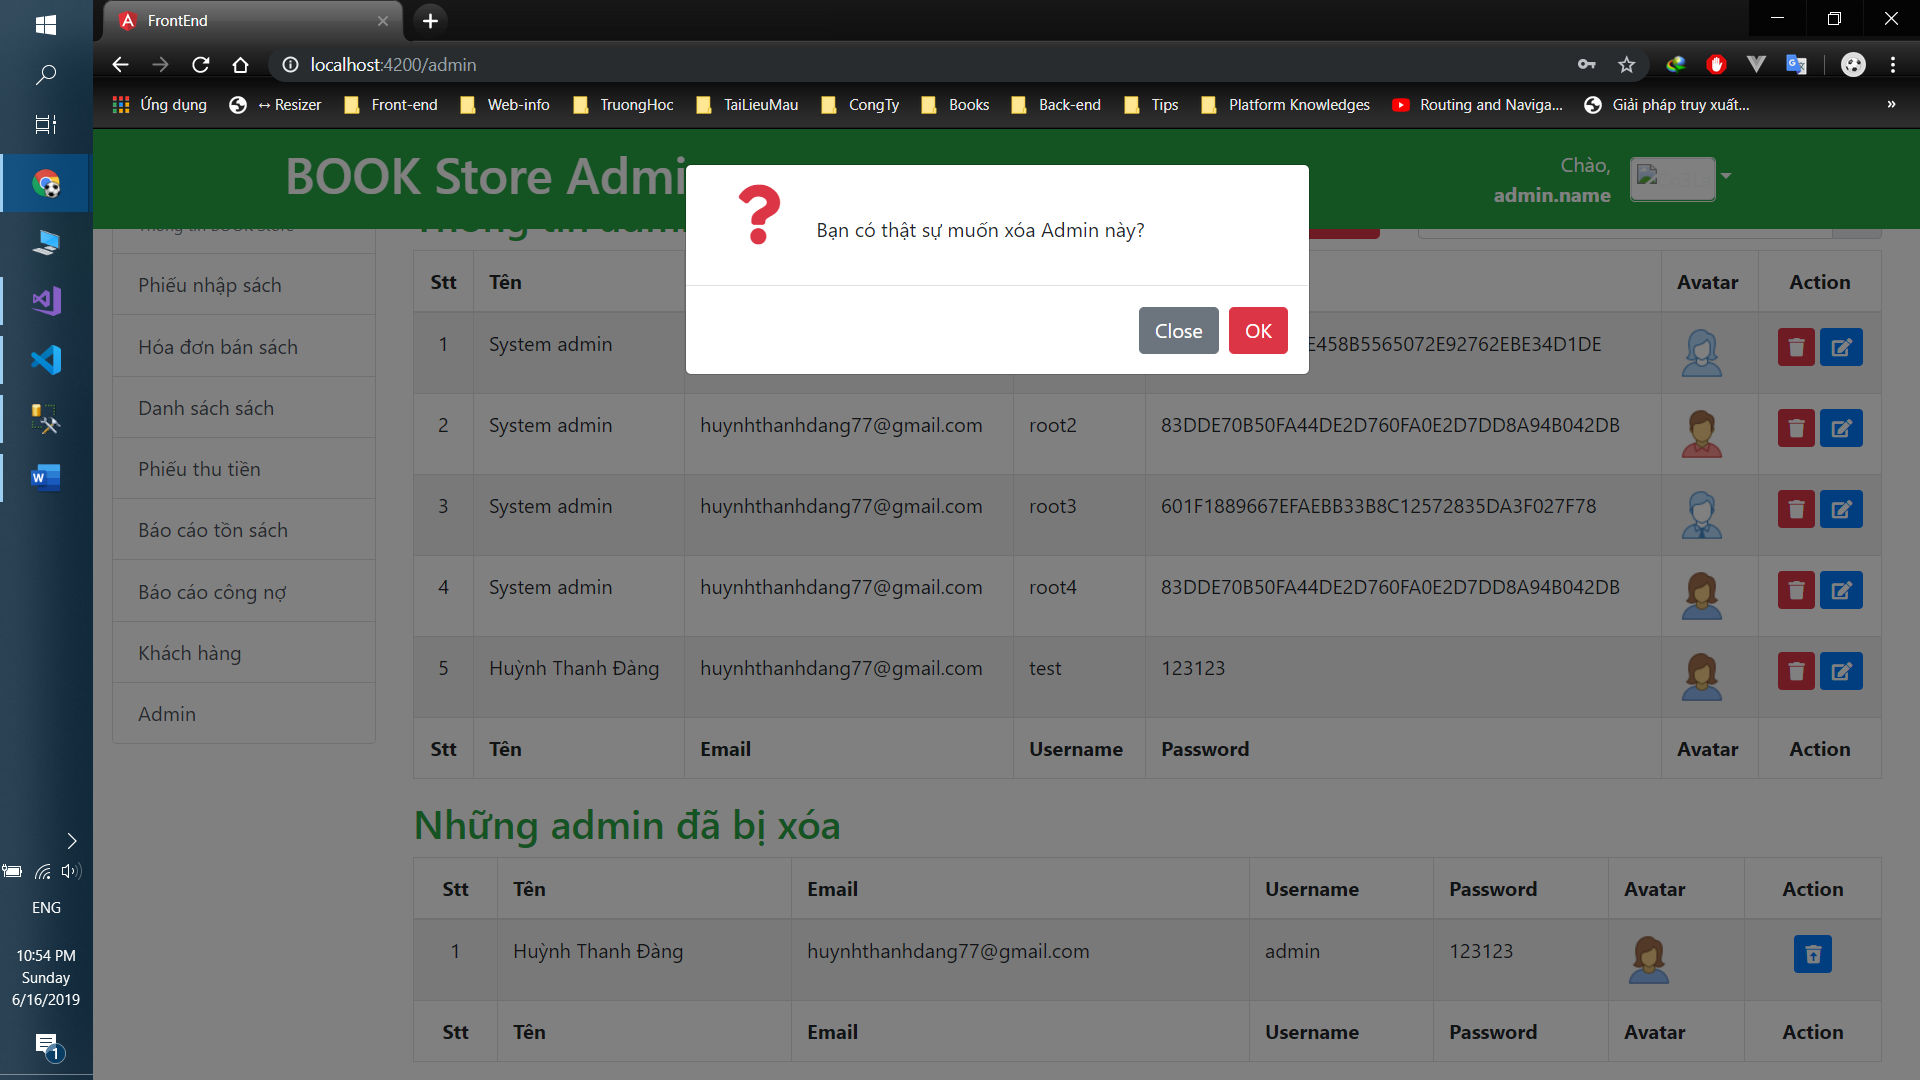 FrontEnd
localhost:4200/admin
Ứng dụng
↔ Resizer
Front-end
Web-info
TruongHoc
TaiLieuMau
CongTy
Books
Back-end
Tips
Platform Knowledges
Routing and Naviga...
Giải pháp truy xuất...
»
BOOK Store Admi
Chào,
admin.name
Bạn có thật sự muốn xóa Admin này?
Close
OK
Phiếu nhập sách
Hóa đơn bán sách
Danh sách sách
Phiếu thu tiền
Báo cáo tồn sách
Báo cáo công nợ
Khách hàng
Admin
Thông tin admin
Stt Tên Avatar Action
1 System admin E458B5565072E92762EBE34D1DE
2 System admin huynhthanhdang77@gmail.com root2 83DDE70B50FA44DE2D760FA0E2D7DD8A94B042DB
3 System admin huynhthanhdang77@gmail.com root3 601F1889667EFAEBB33B8C12572835DA3F027F78
4 System admin huynhthanhdang77@gmail.com root4 83DDE70B50FA44DE2D760FA0E2D7DD8A94B042DB
5 Huỳnh Thanh Đàng huynhthanhdang77@gmail.com test 123123
Stt Tên Email Username Password Avatar Action
Những admin đã bị xóa
Stt Tên Email Username Password Avatar Action
1 Huỳnh Thanh Đàng huynhthanhdang77@gmail.com admin 123123
Stt Tên Email Username Password Avatar Action
ENG
10:54 PM
Sunday
6/16/2019
1